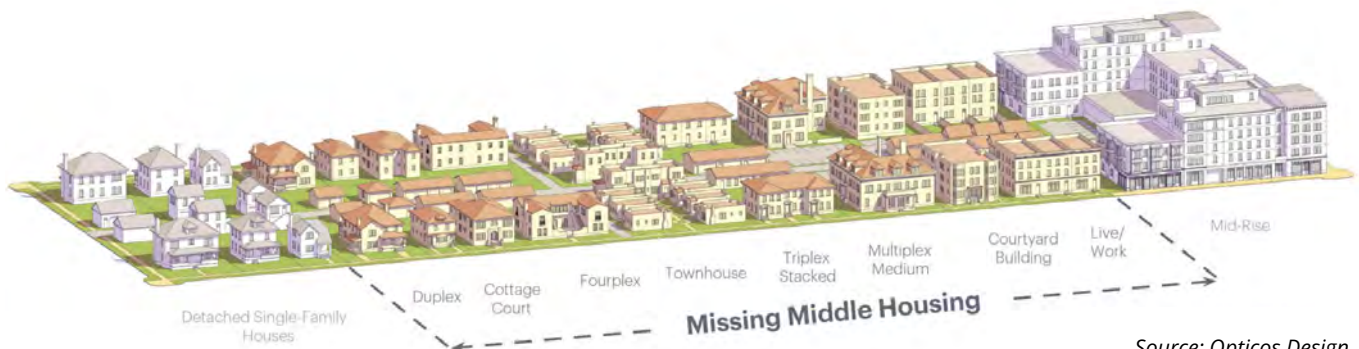 Detached Single-Family
Houses
Duplex
Cottage
Court
Fourplex
Townhouse
Triplex
Stacked
Multiplex
Medium
Courtyard
Building
Live/
Work
Mid-Rise
Missing Middle Housing
Source: Opticos Design